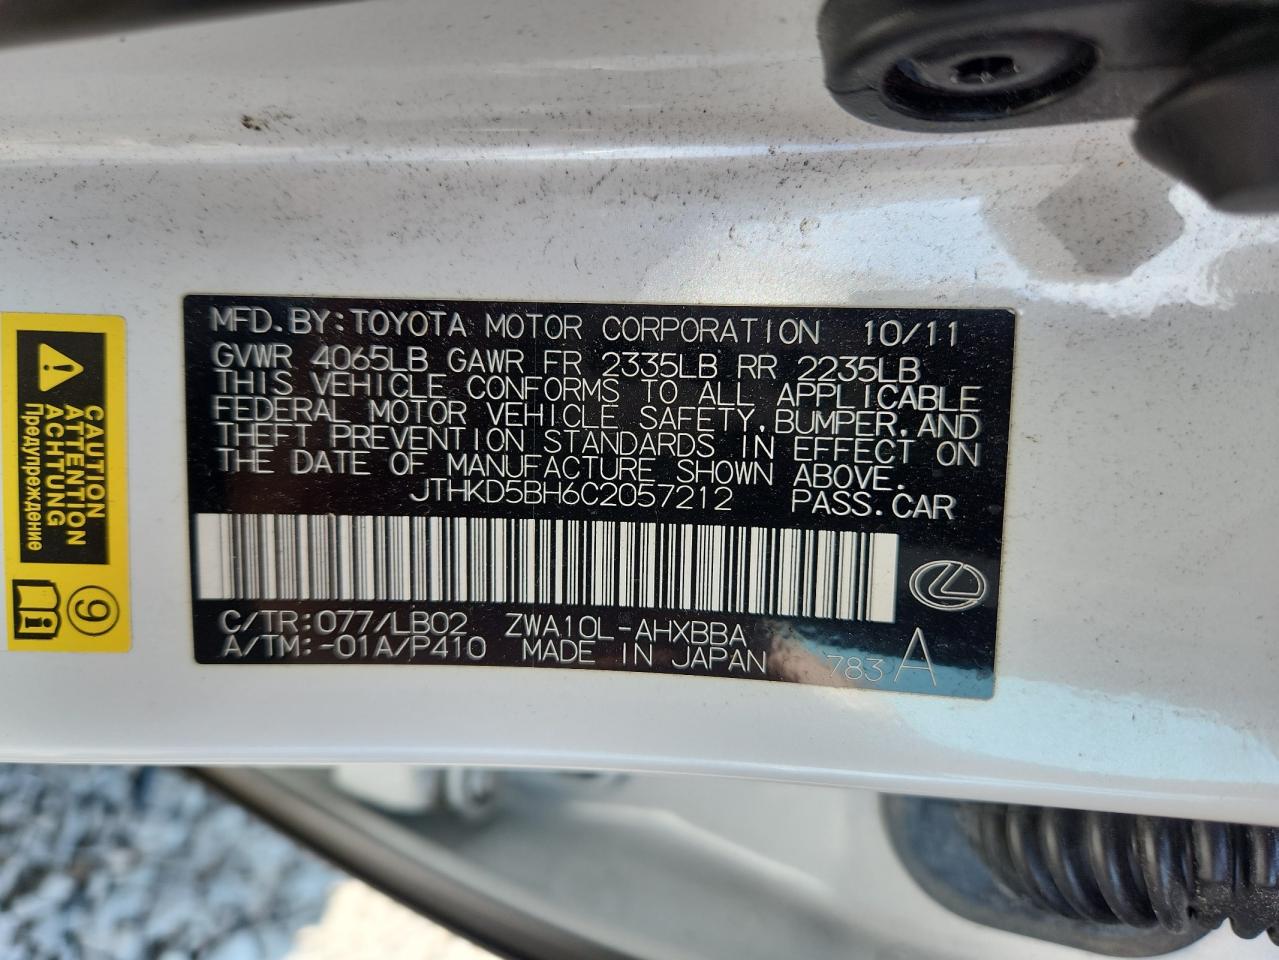 MFD.BY:TOYOTA MOTOR CORPORATION 10/11
GVWR 4065LB GAWR FR 2335LB RR 2235LB
THIS VEHICLE CONFORMS TO ALL APPLICABLE
FEDERAL MOTOR VEHICLE SAFETY,BUMPER,AND
THEFT PREVENTION STANDARDS IN EFFECT ON
THE DATE OF MANUFACTURE SHOWN ABOVE.
JTHKD5BH6C2057212 PASS.CAR
C/TR:077/LB02 ZWA10L-AHXBBA
A/TM:-01A/P410 MADE IN JAPAN 783 A
CAUTION
ATTENTION
ACHTUNG
Предупреждение
9